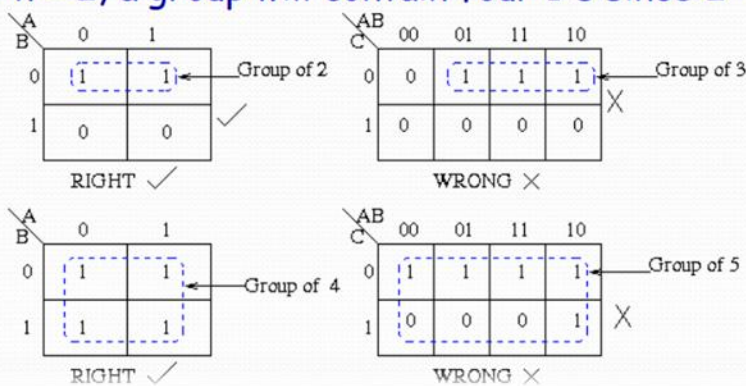 A
B
0 1
0 1 1
Group of 2
1 0 0
RIGHT
AB
C
00 01 11 10
0 0 1 1 1
Group of 3
1 0 0 0 0
WRONG
A
B
0 1
0 1 1
Group of 4
1 1 1
RIGHT
AB
C
00 01 11 10
0 1 1 1 1
Group of 5
1 0 0 0 1
WRONG